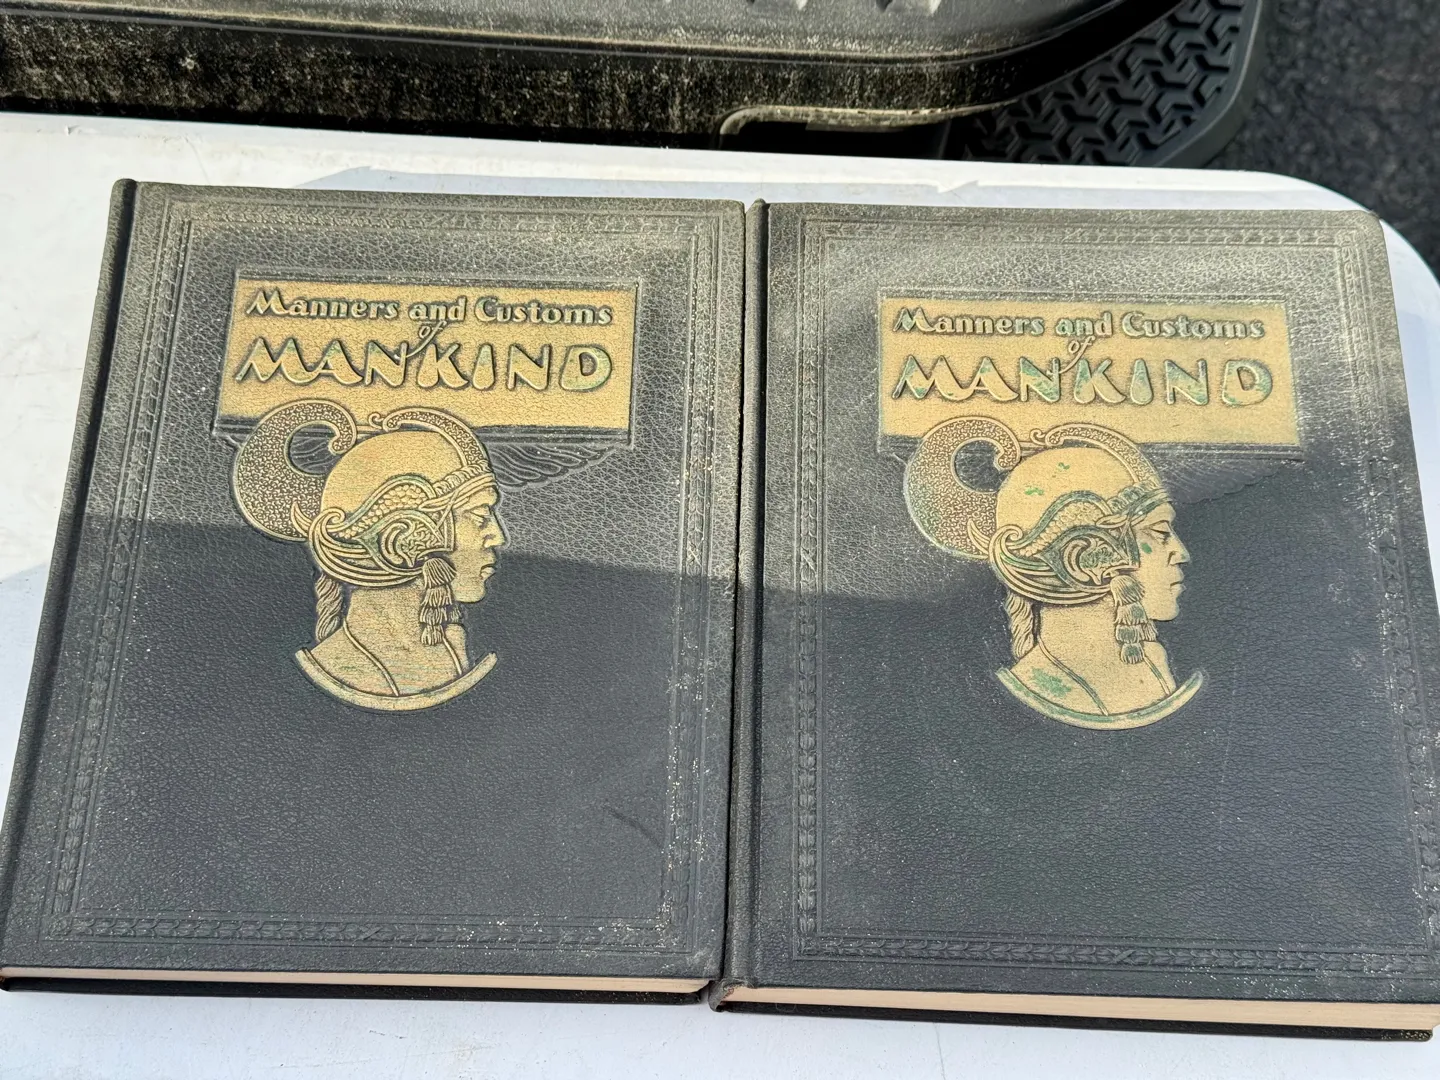 Manners and Customs
of
MANKIND
Manners and Customs
of
MANKIND